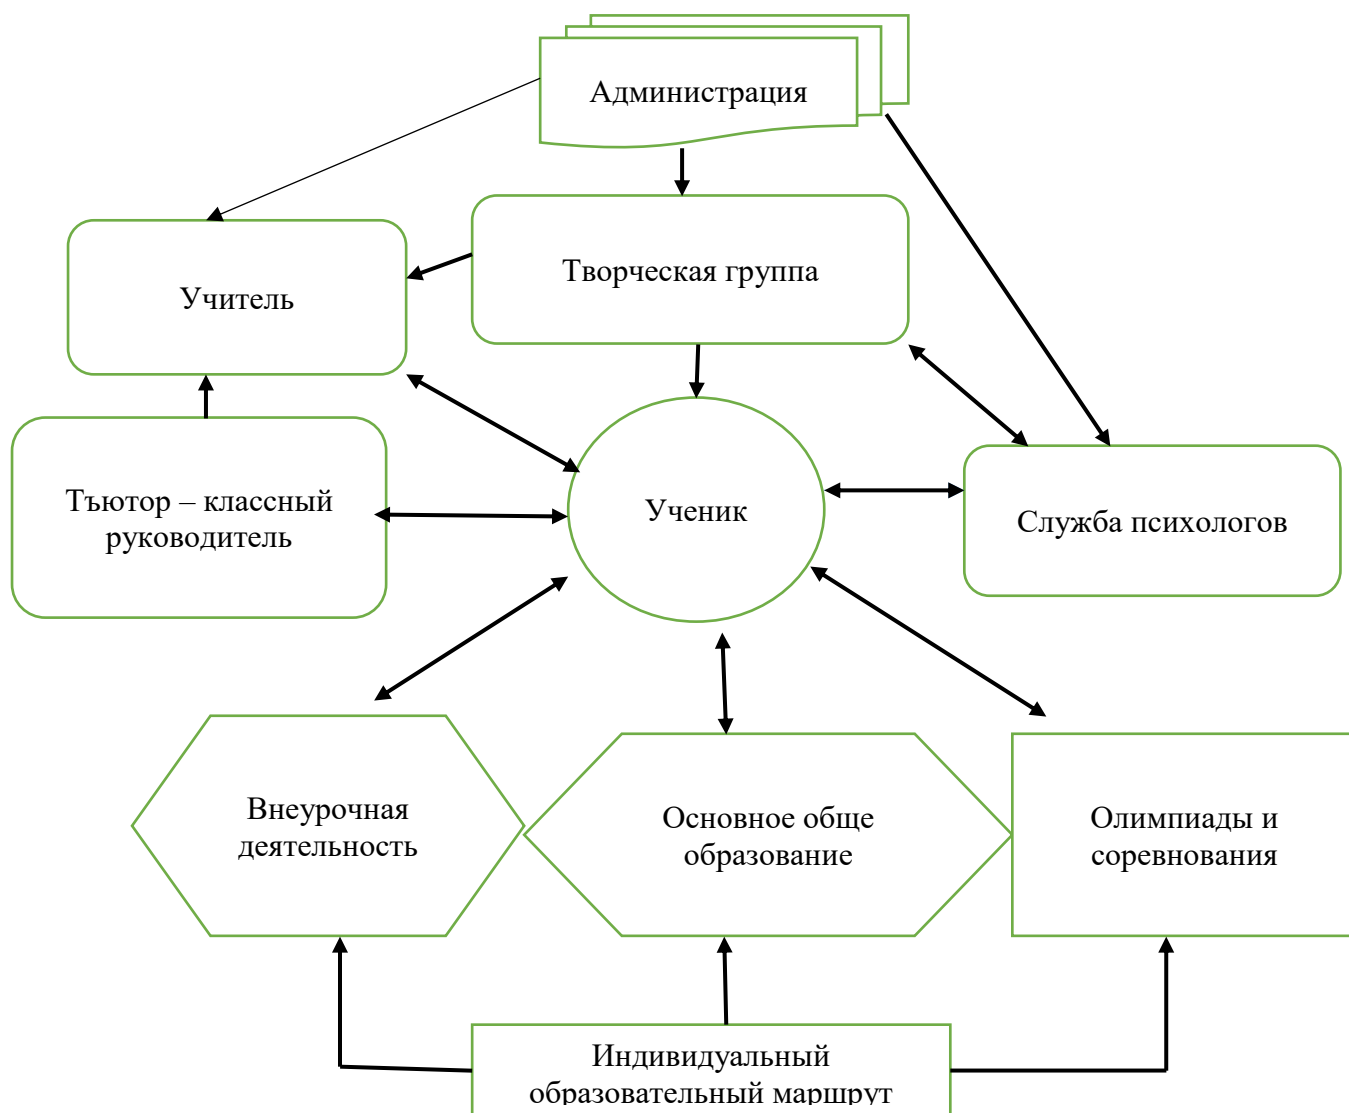 Администрация
Творческая группа
Учитель
Тъютор – классный
руководитель
Ученик
Служба психологов
Внеурочная
деятельность
Основное обще
образование
Олимпиады и
соревнования
Индивидуальный
образовательный маршрут